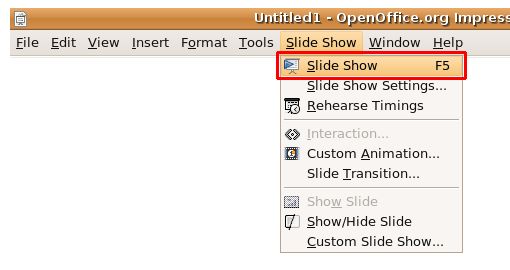 Untitled1 - OpenOffice.org Impress
File Edit View Insert Format Tools Slide Show Window Help
Slide Show F5
Slide Show Settings...
Rehearse Timings
Interaction...
Custom Animation...
Slide Transition...
Show Slide
Show/Hide Slide
Custom Slide Show...